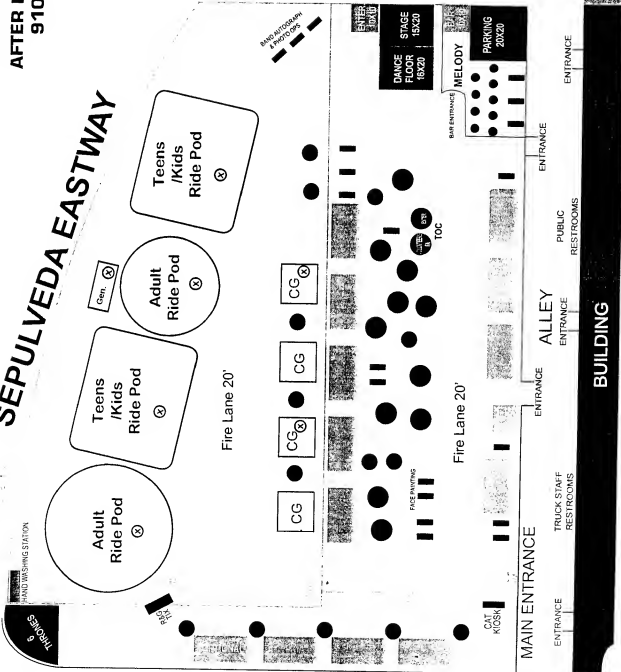 AFTER
910
SEPULVEDA EASTWAY
BAND AUTOGRAPH
& PHOTO OPS
STAGE
15X20
DANCE
FLOOR
16X20
PARKING
20X20
MELODY
BAR ENTRANCE
Teens
/Kids
Ride Pod
Gen.
Adult
Ride Pod
Teens
/Kids
Ride Pod
Adult
Ride Pod
HAND WASHING STATION
6
THRONES
TIX
CG
CG
CG
CG
Fire Lane 20'
TOC
FACE PAINTING
Fire Lane 20'
CAT
KIOSK
MAIN ENTRANCE
ENTRANCE
TRUCK STAFF
RESTROOMS
ENTRANCE
ALLEY
ENTRANCE
PUBLIC
RESTROOMS
ENTRANCE
ENTRANCE
BUILDING